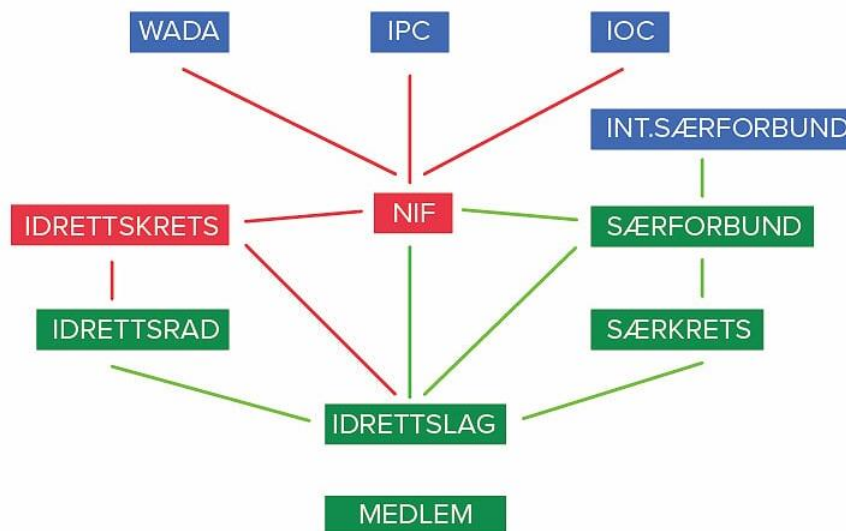 WADA
IPC
IOC
INT.SÆRFORBUND
IDRETTSKRETS
NIF
SÆRFORBUND
IDRETTSRAD
SÆRKRETS
IDRETTSLAG
MEDLEM